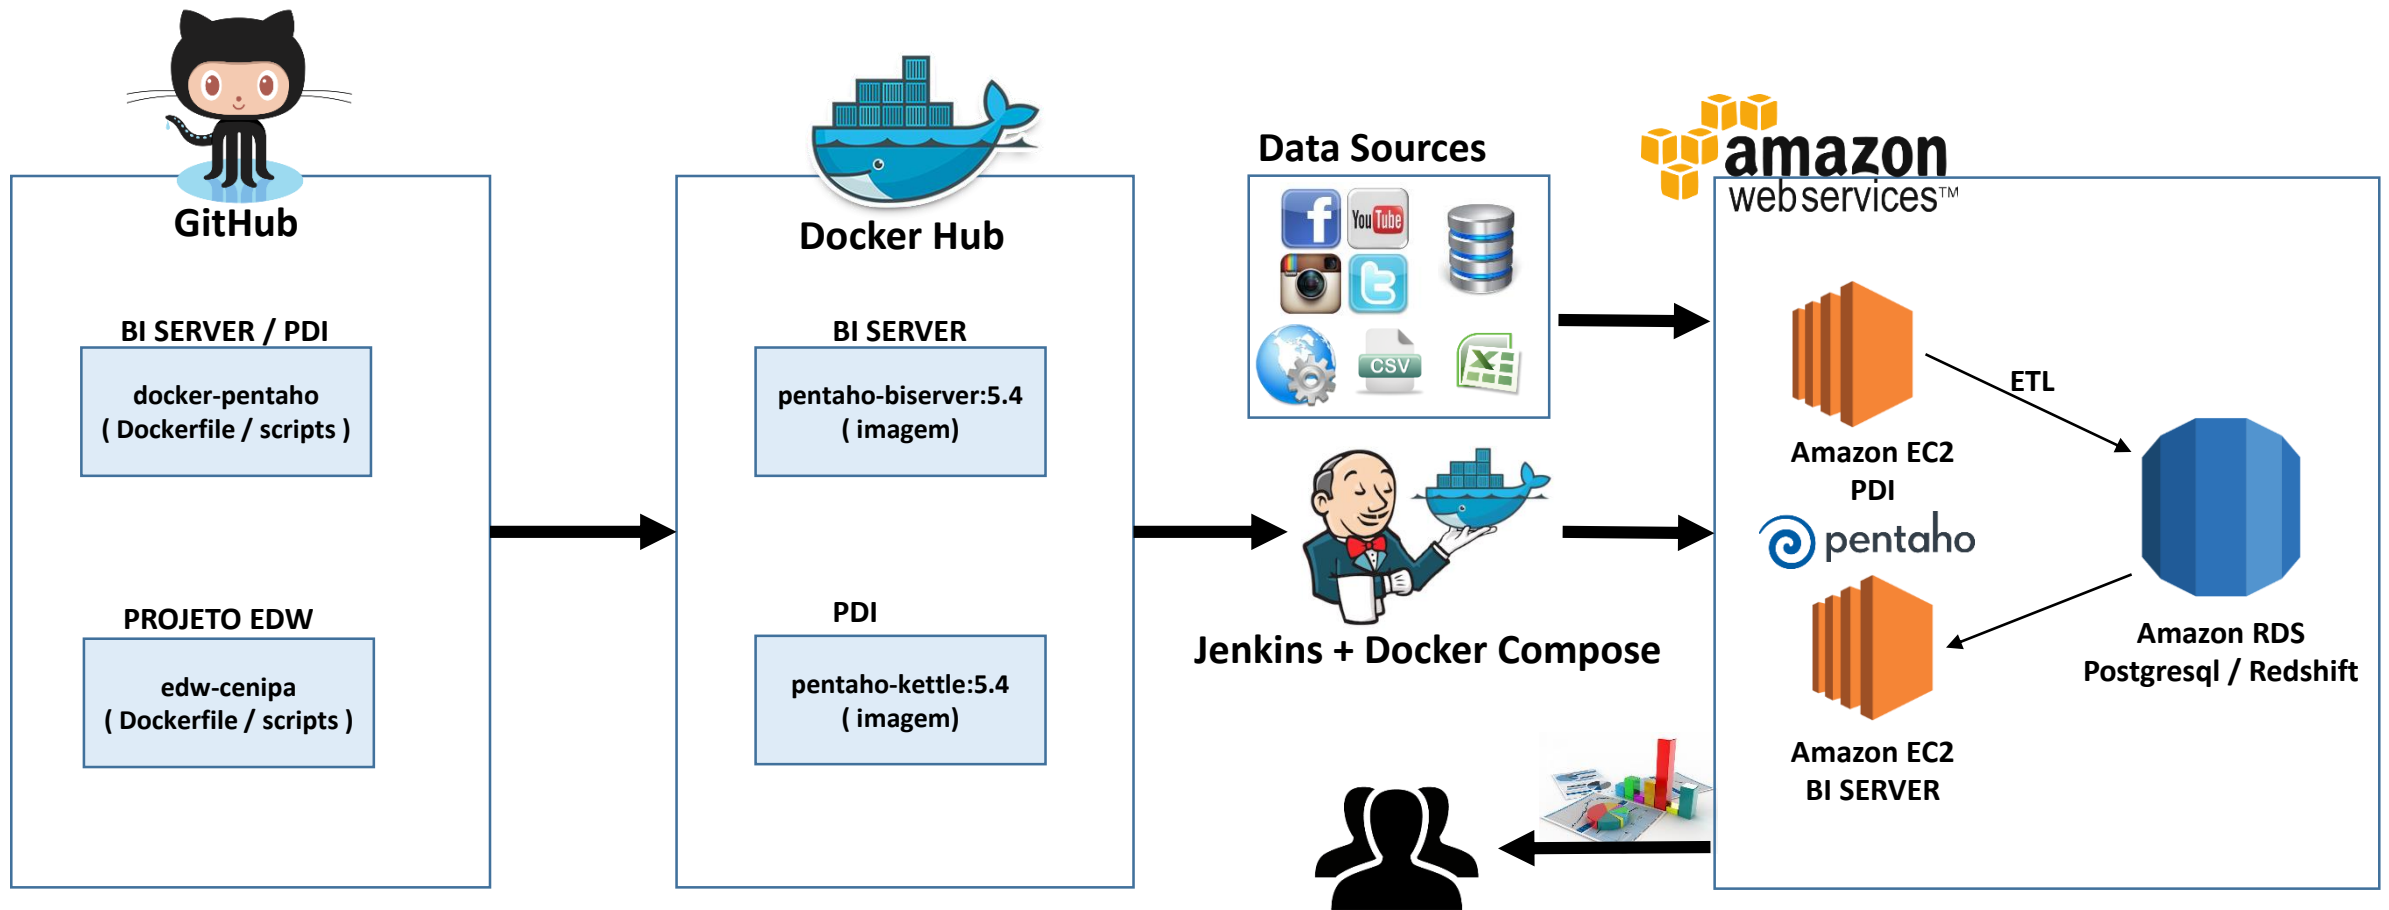 GitHub
BI SERVER / PDI
docker-pentaho
( Dockerfile / scripts )
PROJETO EDW
edw-cenipa
( Dockerfile / scripts )
Docker Hub
BI SERVER
pentaho-biserver:5.4
( imagem)
PDI
pentaho-kettle:5.4
( imagem)
Data Sources
f
You Tube
t
CSV
X
Jenkins + Docker Compose
amazon
webservices™
ETL
Amazon EC2
PDI
pentaho
Amazon EC2
BI SERVER
Amazon RDS
Postgresql / Redshift